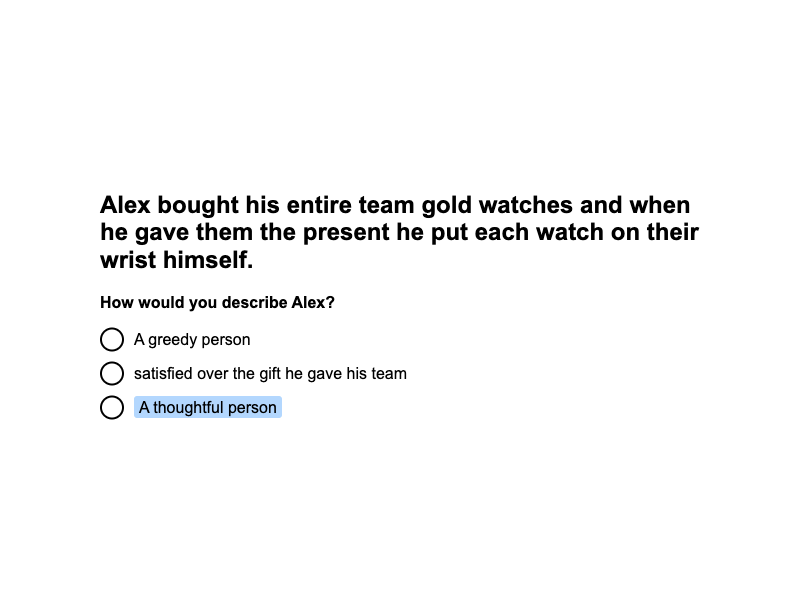 Alex bought his entire team gold watches and when
he gave them the present he put each watch on their
wrist himself.
How would you describe Alex?
A greedy person
satisfied over the gift he gave his team
A thoughtful person